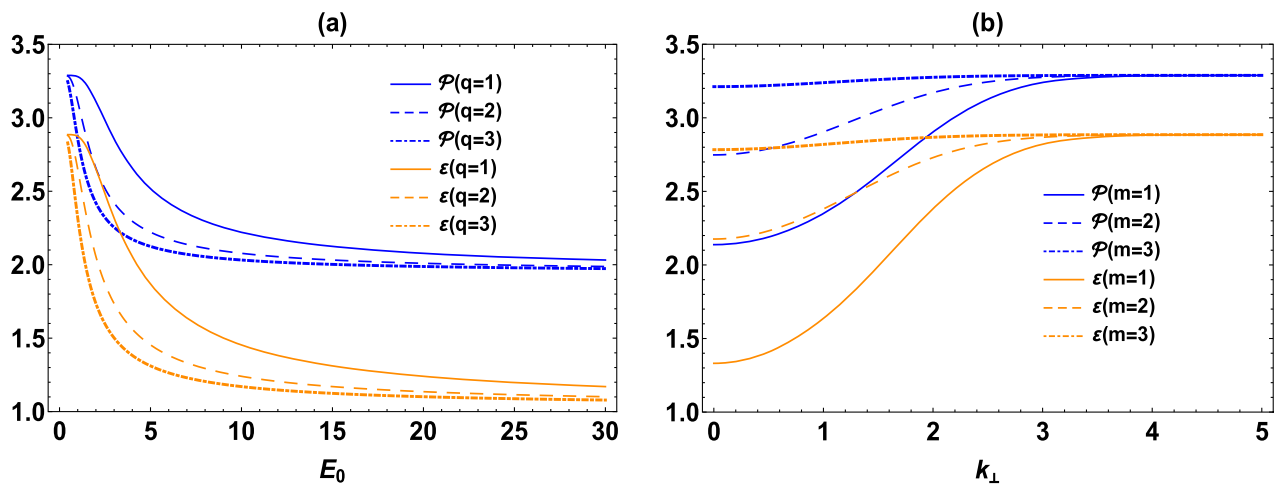 (a)
3.5
3.0
2.5
2.0
1.5
1.0
𝒫(q=1)
𝒫(q=2)
𝒫(q=3)
ε(q=1)
ε(q=2)
ε(q=3)
0 5 10 15 20 25 30
E₀
(b)
3.5
3.0
2.5
2.0
1.5
1.0
𝒫(m=1)
𝒫(m=2)
𝒫(m=3)
ε(m=1)
ε(m=2)
ε(m=3)
0 1 2 3 4 5
k⊥